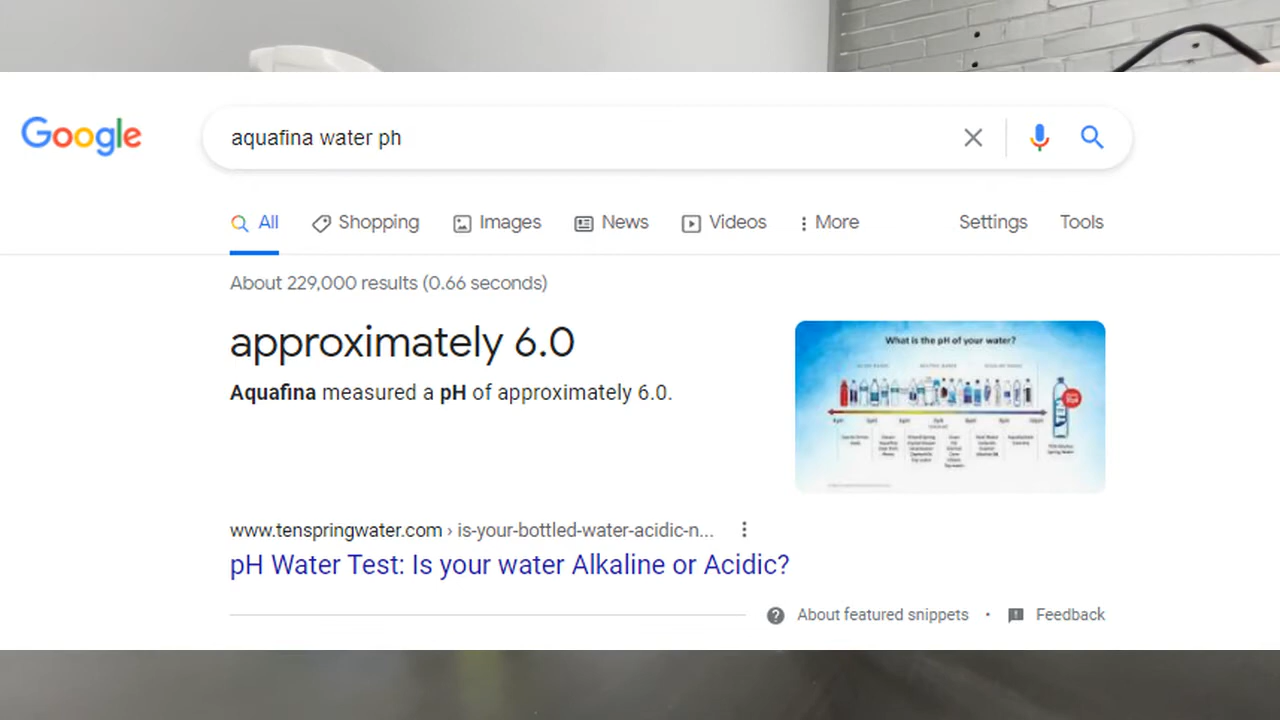 Google
aquafina water ph
All
Shopping
Images
News
Videos
More
Settings
Tools
About 229,000 results (0.66 seconds)
approximately 6.0
Aquafina measured a pH of approximately 6.0.
What is the pH of your water?
www.tenspringwater.com › is-your-bottled-water-acidic-n...
pH Water Test: Is your water Alkaline or Acidic?
About featured snippets • Feedback